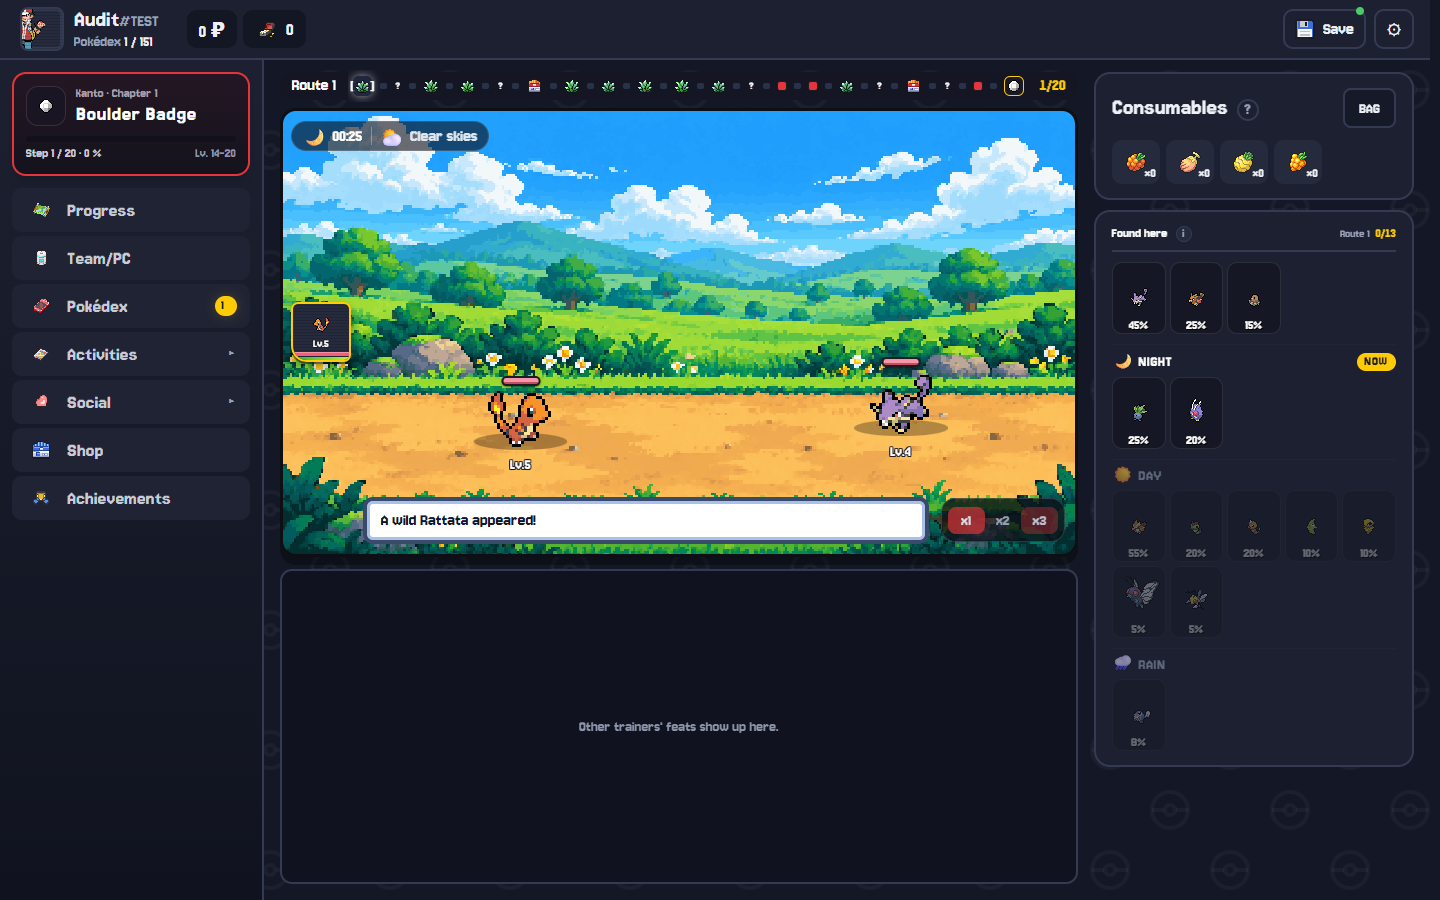 Audit#TEST
Pokédex 1 / 151
0 ₽
0
Save
Kanto · Chapter 1
Boulder Badge
Step 1 / 20 · 0 %
Lv. 14-20
Progress
Team/PC
Pokédex
1
Activities
Social
Shop
Achievements
Route 1
[ ]
?
?
?
?
?
1/20
00:25
Clear skies
Lv.5
Lv.5
Lv.4
A wild Rattata appeared!
x1
x2
x3
Other trainers' feats show up here.
Consumables
?
BAG
x0
x0
x0
x0
Found here
i
Route 1 0/13
45%
25%
15%
NIGHT
NOW
25%
20%
DAY
55%
20%
20%
10%
10%
5%
5%
RAIN
8%